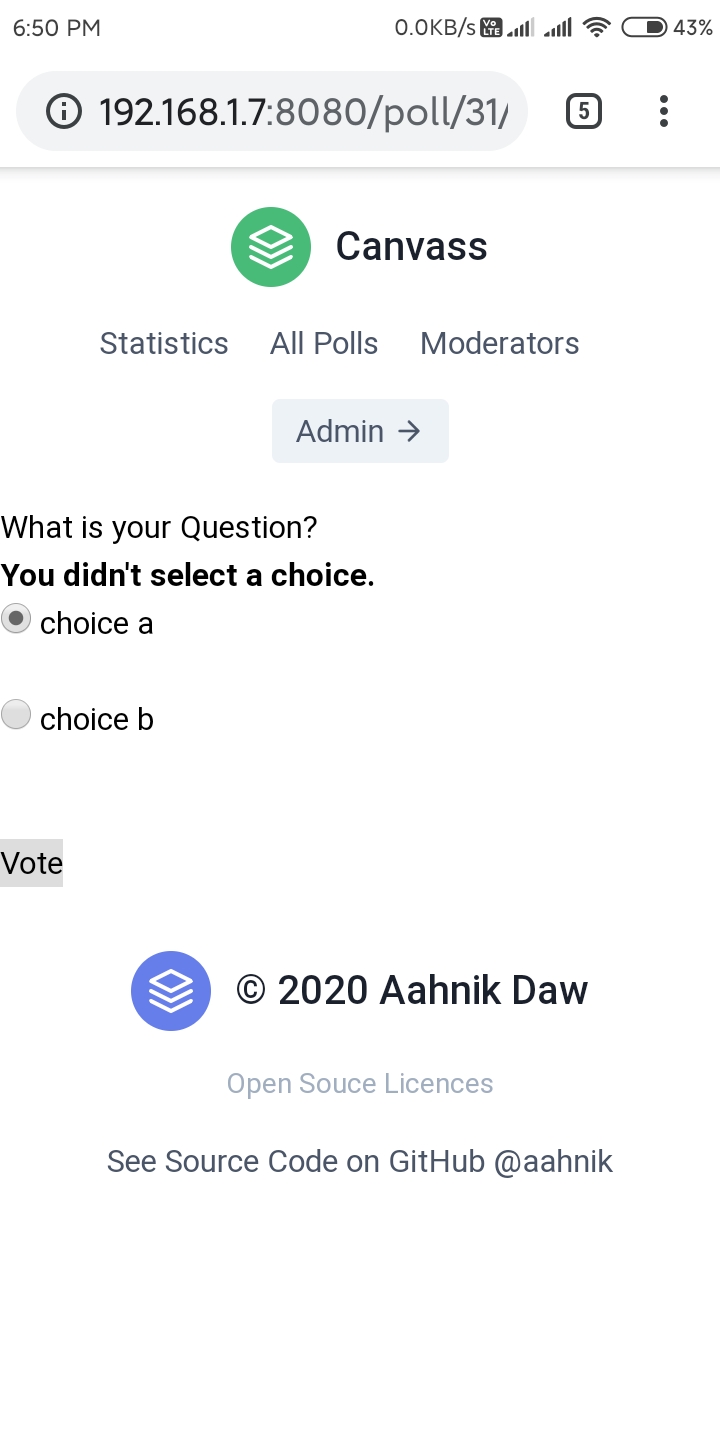 6:50 PM 0.0KB/s Vo LTE 43%
192.168.1.7:8080/poll/31/ 5
Canvass
Statistics All Polls Moderators
Admin →
What is your Question?
You didn't select a choice.
choice a
choice b
Vote
© 2020 Aahnik Daw
Open Souce Licences
See Source Code on GitHub @aahnik